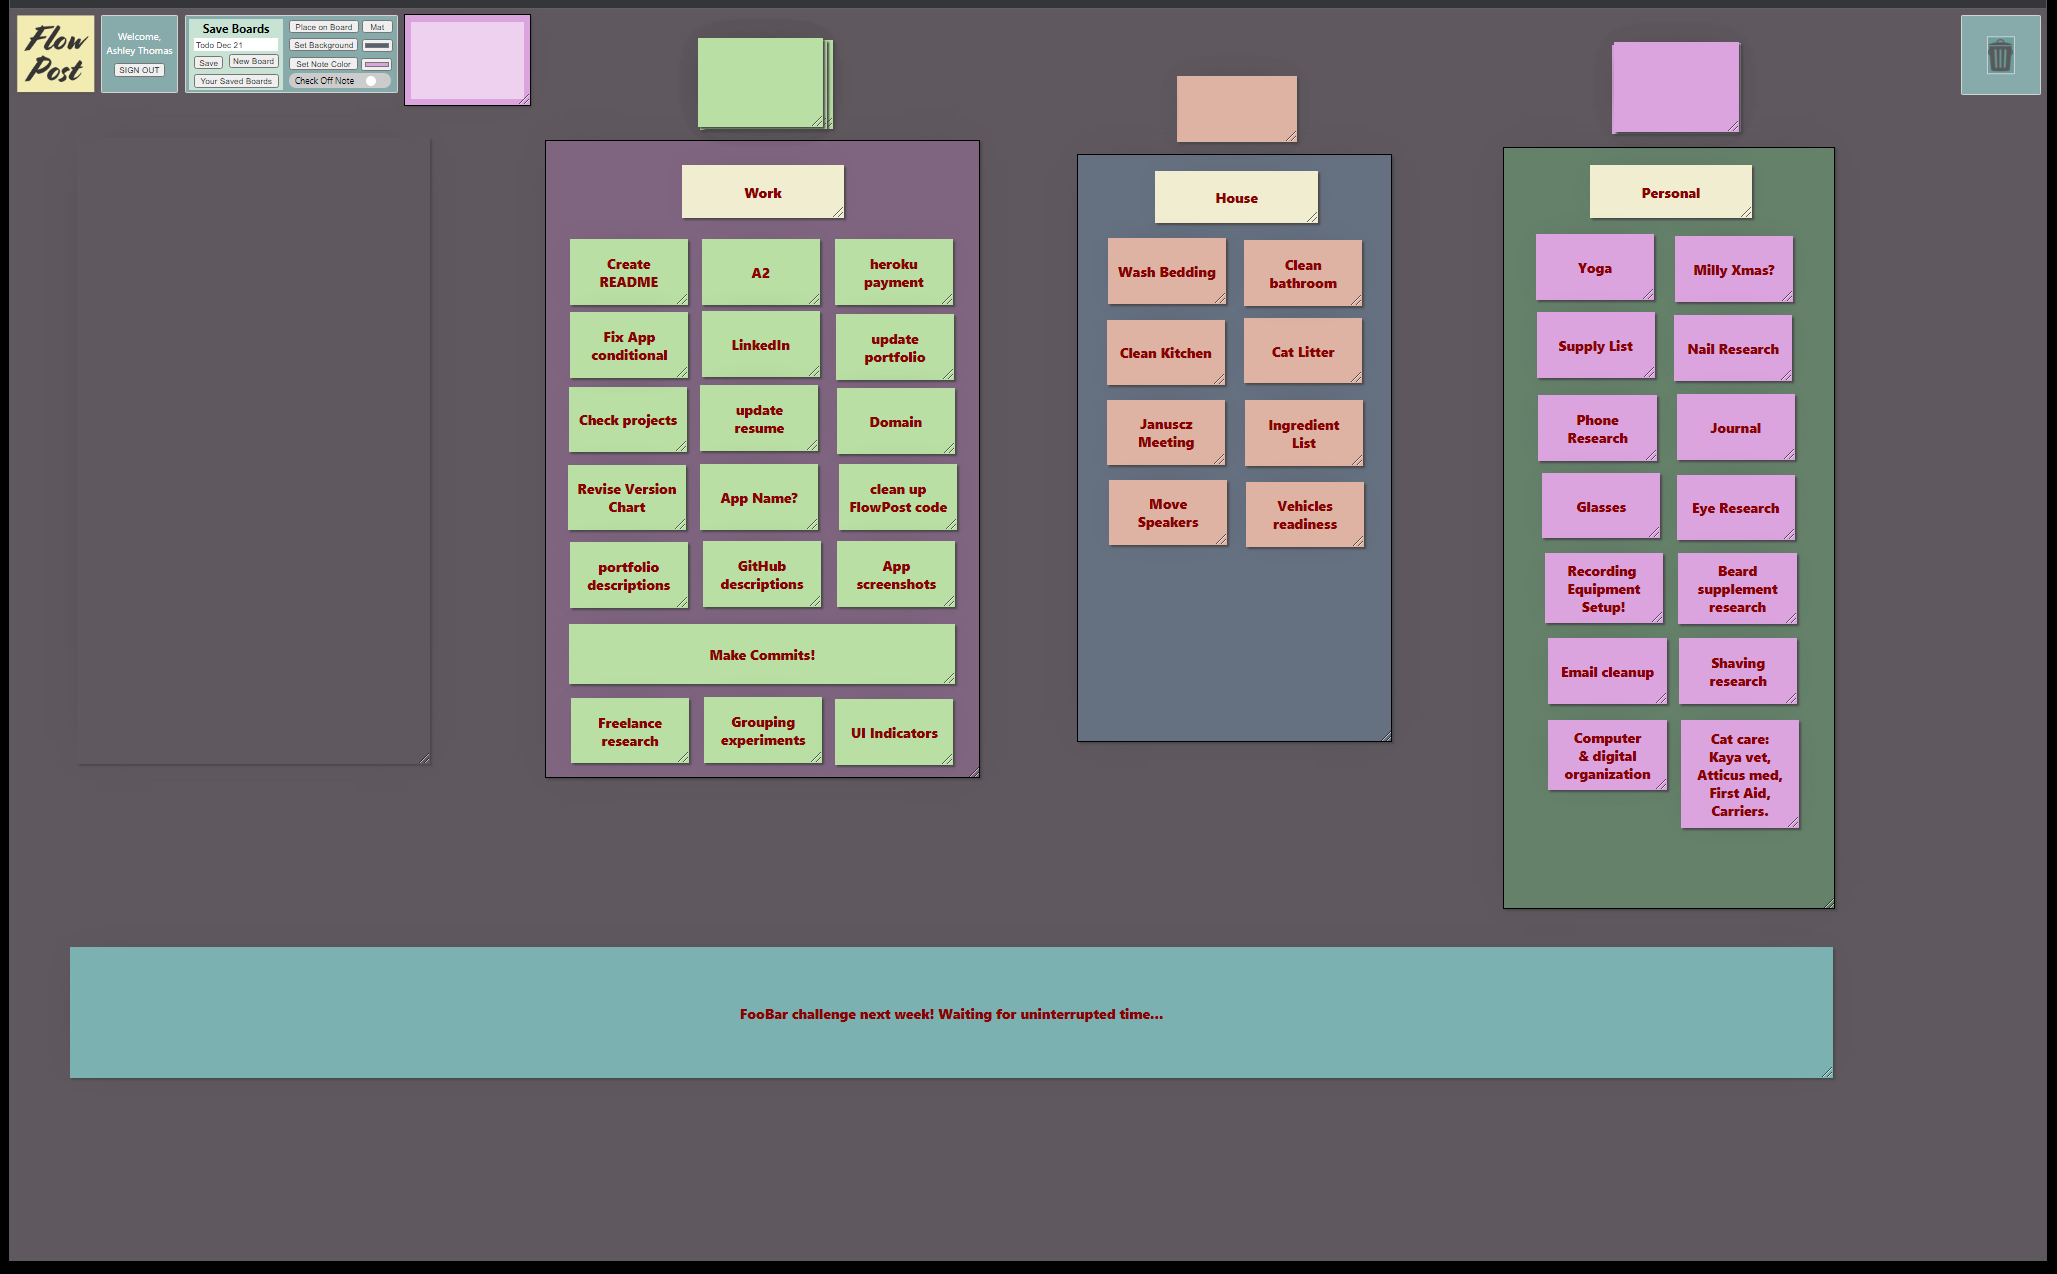 Flow
Post
Welcome,
Ashley Thomas
SIGN OUT
Save Boards
Todo Dec 21
Save
New Board
Your Saved Boards
Place on Board
Mat
Set Background
Set Note Color
Check Off Note
Work
Create
README
A2
heroku
payment
Fix App
conditional
LinkedIn
update
portfolio
Check projects
update
resume
Domain
Revise Version
Chart
App Name?
clean up
FlowPost code
portfolio
descriptions
GitHub
descriptions
App
screenshots
Make Commits!
Freelance
research
Grouping
experiments
UI Indicators
House
Wash Bedding
Clean
bathroom
Clean Kitchen
Cat Litter
Januscz
Meeting
Ingredient
List
Move
Speakers
Vehicles
readiness
Personal
Yoga
Milly Xmas?
Supply List
Nail Research
Phone
Research
Journal
Glasses
Eye Research
Recording
Equipment
Setup!
Beard
supplement
research
Email cleanup
Shaving
research
Computer
& digital
organization
Cat care:
Kaya vet,
Atticus med,
First Aid,
Carriers.
FooBar challenge next week! Waiting for uninterrupted time...